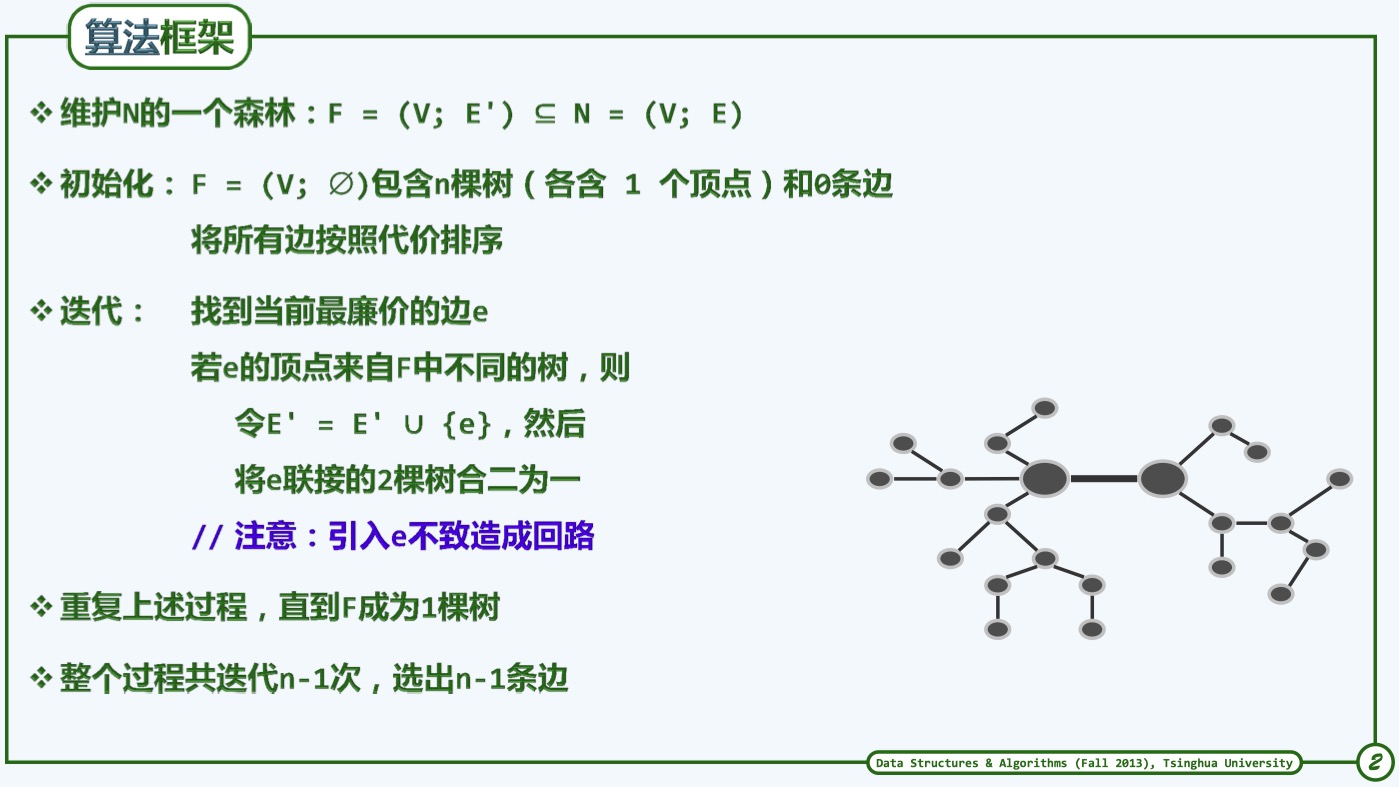 算法框架
❖ 维护N的一个森林：F = (V; E') ⊆ N = (V; E)
❖ 初始化：F = (V; ∅)包含n棵树（各含 1 个顶点）和0条边
将所有边按照代价排序
❖ 迭代： 找到当前最廉价的边e
若e的顶点来自F中不同的树，则
令E' = E' ∪ {e}，然后
将e联接的2棵树合二为一
// 注意：引入e不致造成回路
❖ 重复上述过程，直到F成为1棵树
❖ 整个过程共迭代n-1次，选出n-1条边
Data Structures & Algorithms (Fall 2013), Tsinghua University
2